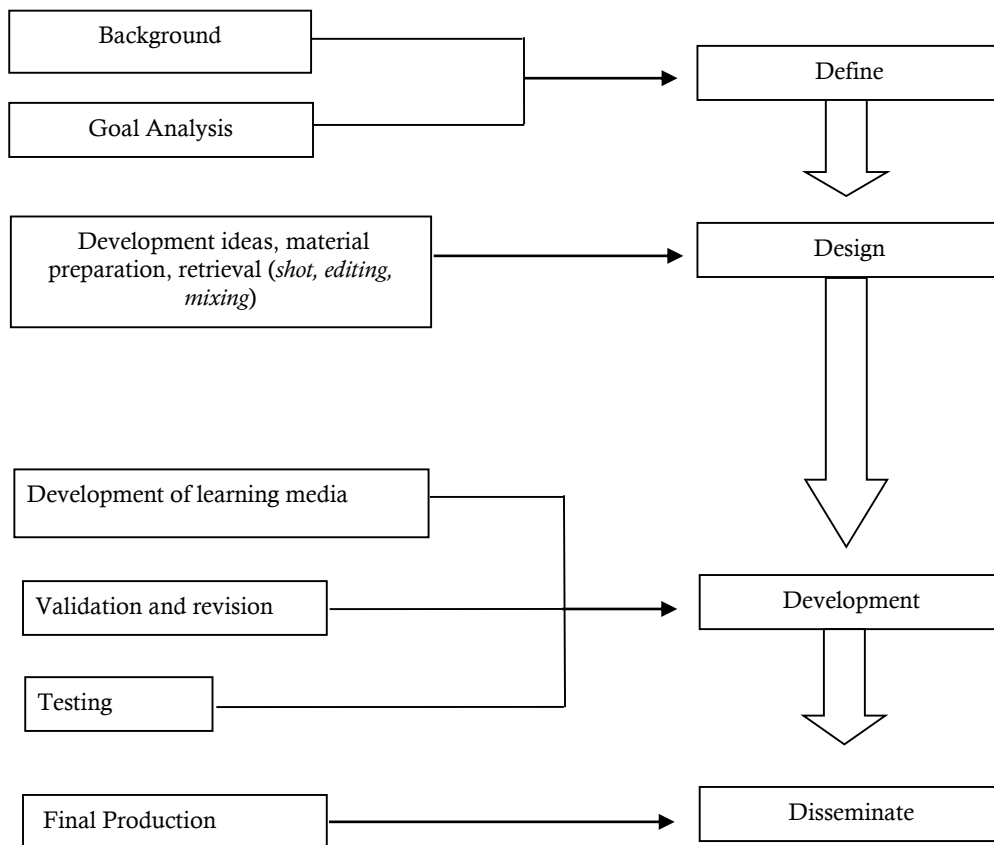 Background
Define
Goal Analysis
Development ideas, material
preparation, retrieval (shot, editing,
mixing)
Design
Development of learning media
Validation and revision
Development
Testing
Final Production
Disseminate